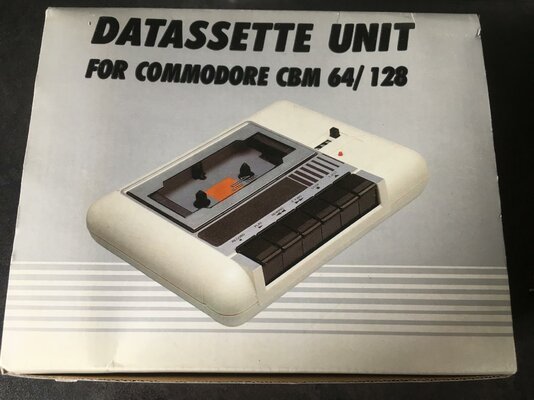 DATASSETTE UNIT
FOR COMMODORE CBM 64/128